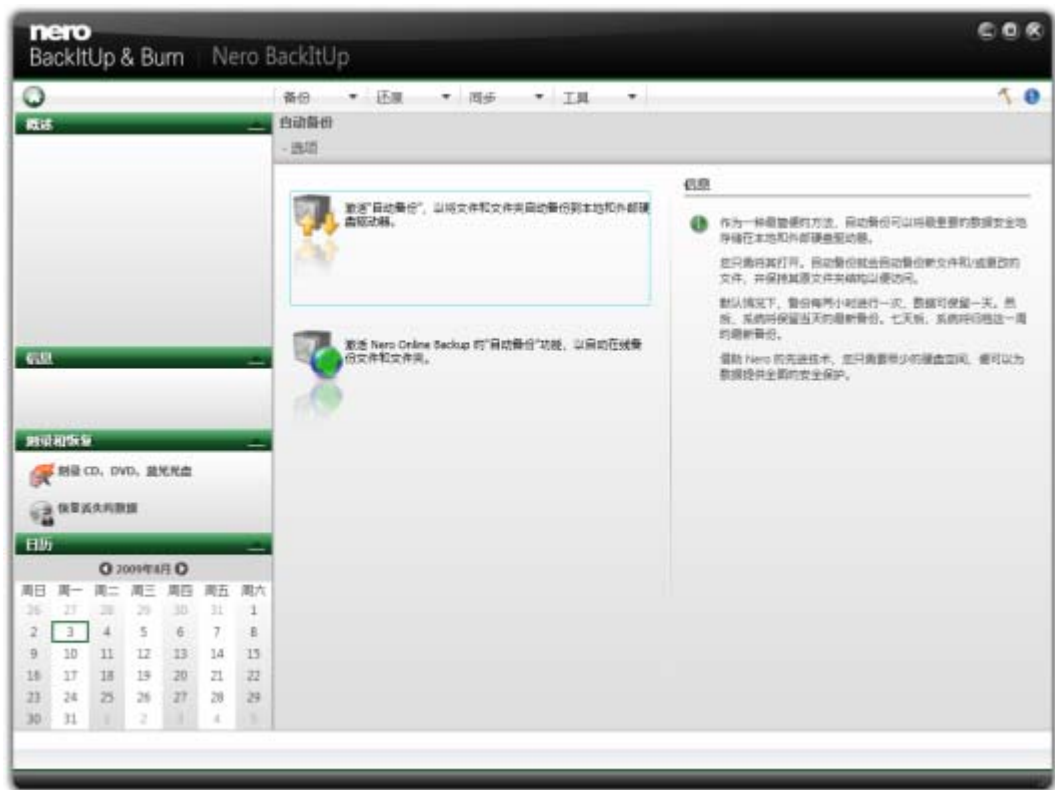 nero
BackItUp & Burn Nero BackItUp
备份 还原 同步 工具
概述
自动备份
- 选项
激活"自动备份"，以将文件和文件夹自动备份到本地和外部硬
盘驱动器。
激活 Nero Online Backup 的"自动备份"功能，以自动在线备
份文件和文件夹。
信息
作为一种最简便的方法，自动备份可以将最重要的数据安全地
存储在本地和外部硬盘驱动器。
您只需将其打开。自动备份就会自动备份新文件和/或更改的
文件，并保持其原文件夹结构以便访问。
默认情况下，备份每两小时进行一次，数据可保留一天。然
后，系统将保留当天的最新备份。七天后，系统将归档这一周
的最新备份。
借助 Nero 的先进技术，您只需要带少的硬盘空间，便可以为
数据提供全面的安全保护。
信息
刻录和恢复
刻录 CD、DVD、蓝光光盘
恢复丢失的数据
日历
2009年8月
周日 周一 周二 周三 周四 周五 周六
26 27 28 29 30 31 1
2 3 4 5 6 7 8
9 10 11 12 13 14 15
16 17 18 19 20 21 22
23 24 25 26 27 28 29
30 31 1 2 3 4 5